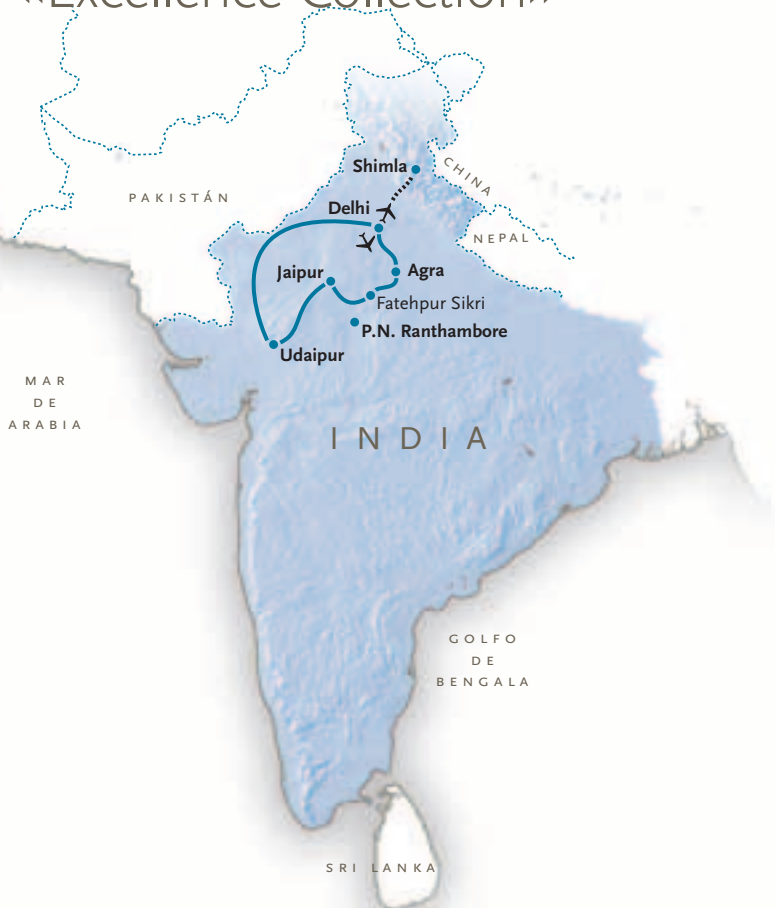 «Excellence Collection»
Shimla
CHINA
PAKISTÁN
Delhi
NEPAL
Jaipur
Agra
Fatehpur Sikri
P.N. Ranthambore
Udaipur
MAR
DE
ARABIA
INDIA
GOLFO
DE
BENGALA
SRI LANKA